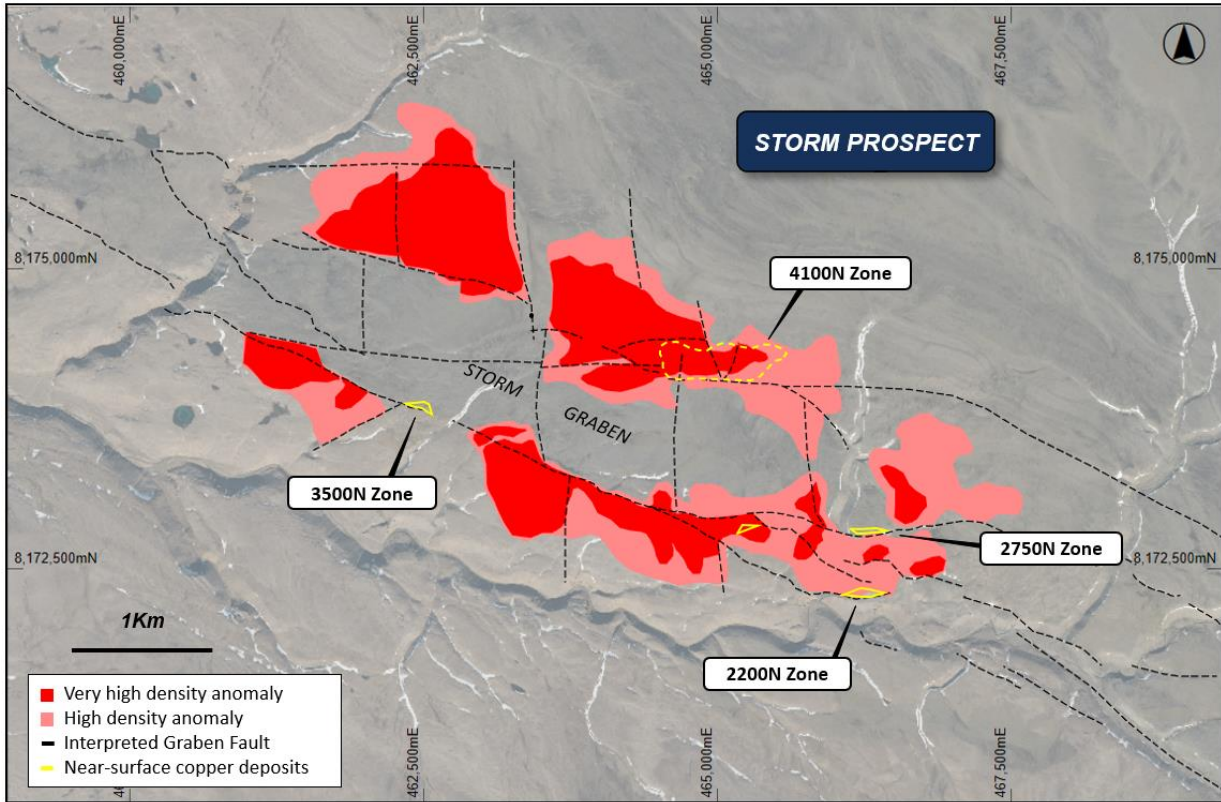 460,000mE
462,500mE
465,000mE
467,500mE
STORM PROSPECT
8,175,000mN
8,175,000mN
4100N Zone
STORM
GRABEN
3500N Zone
2750N Zone
8,172,500mN
8,172,500mN
1Km
2200N Zone
Very high density anomaly
High density anomaly
Interpreted Graben Fault
Near-surface copper deposits
462,500mE
465,000mE
467,500mE